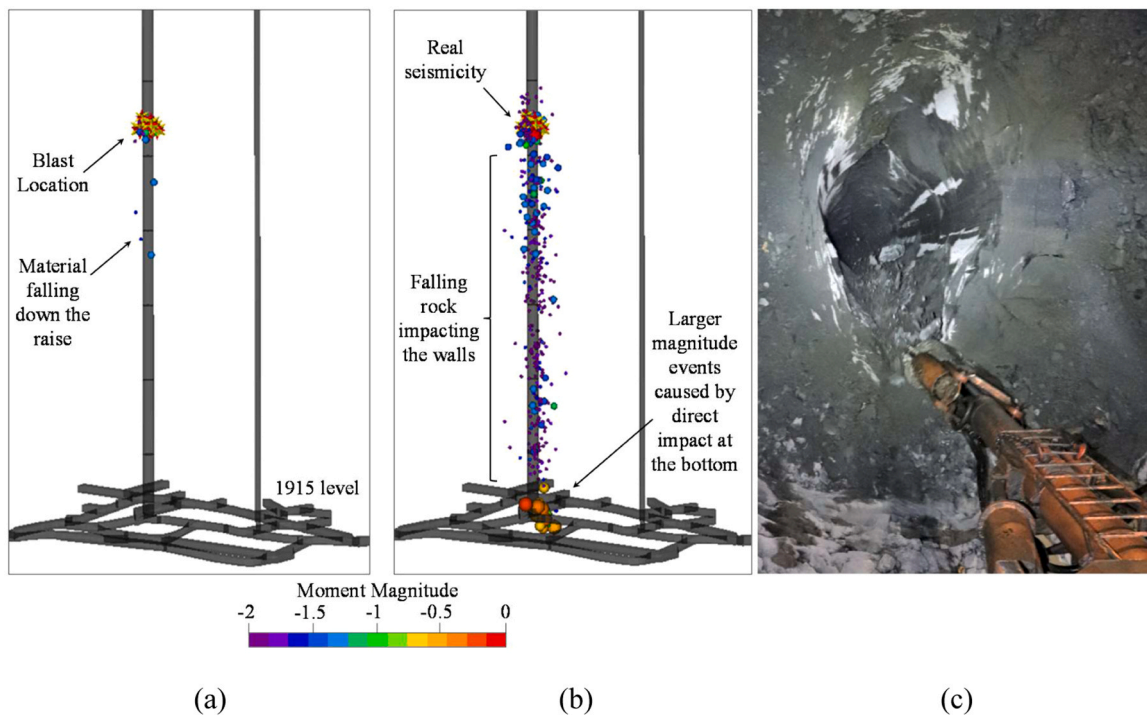 Blast
Location
Material
falling
down the
raise
1915 level
Real
seismicity
Falling
rock
impacting
the walls
Larger
magnitude
events
caused by
direct
impact at
the bottom
Moment Magnitude
-2 -1.5 -1 -0.5 0
(a) (b) (c)